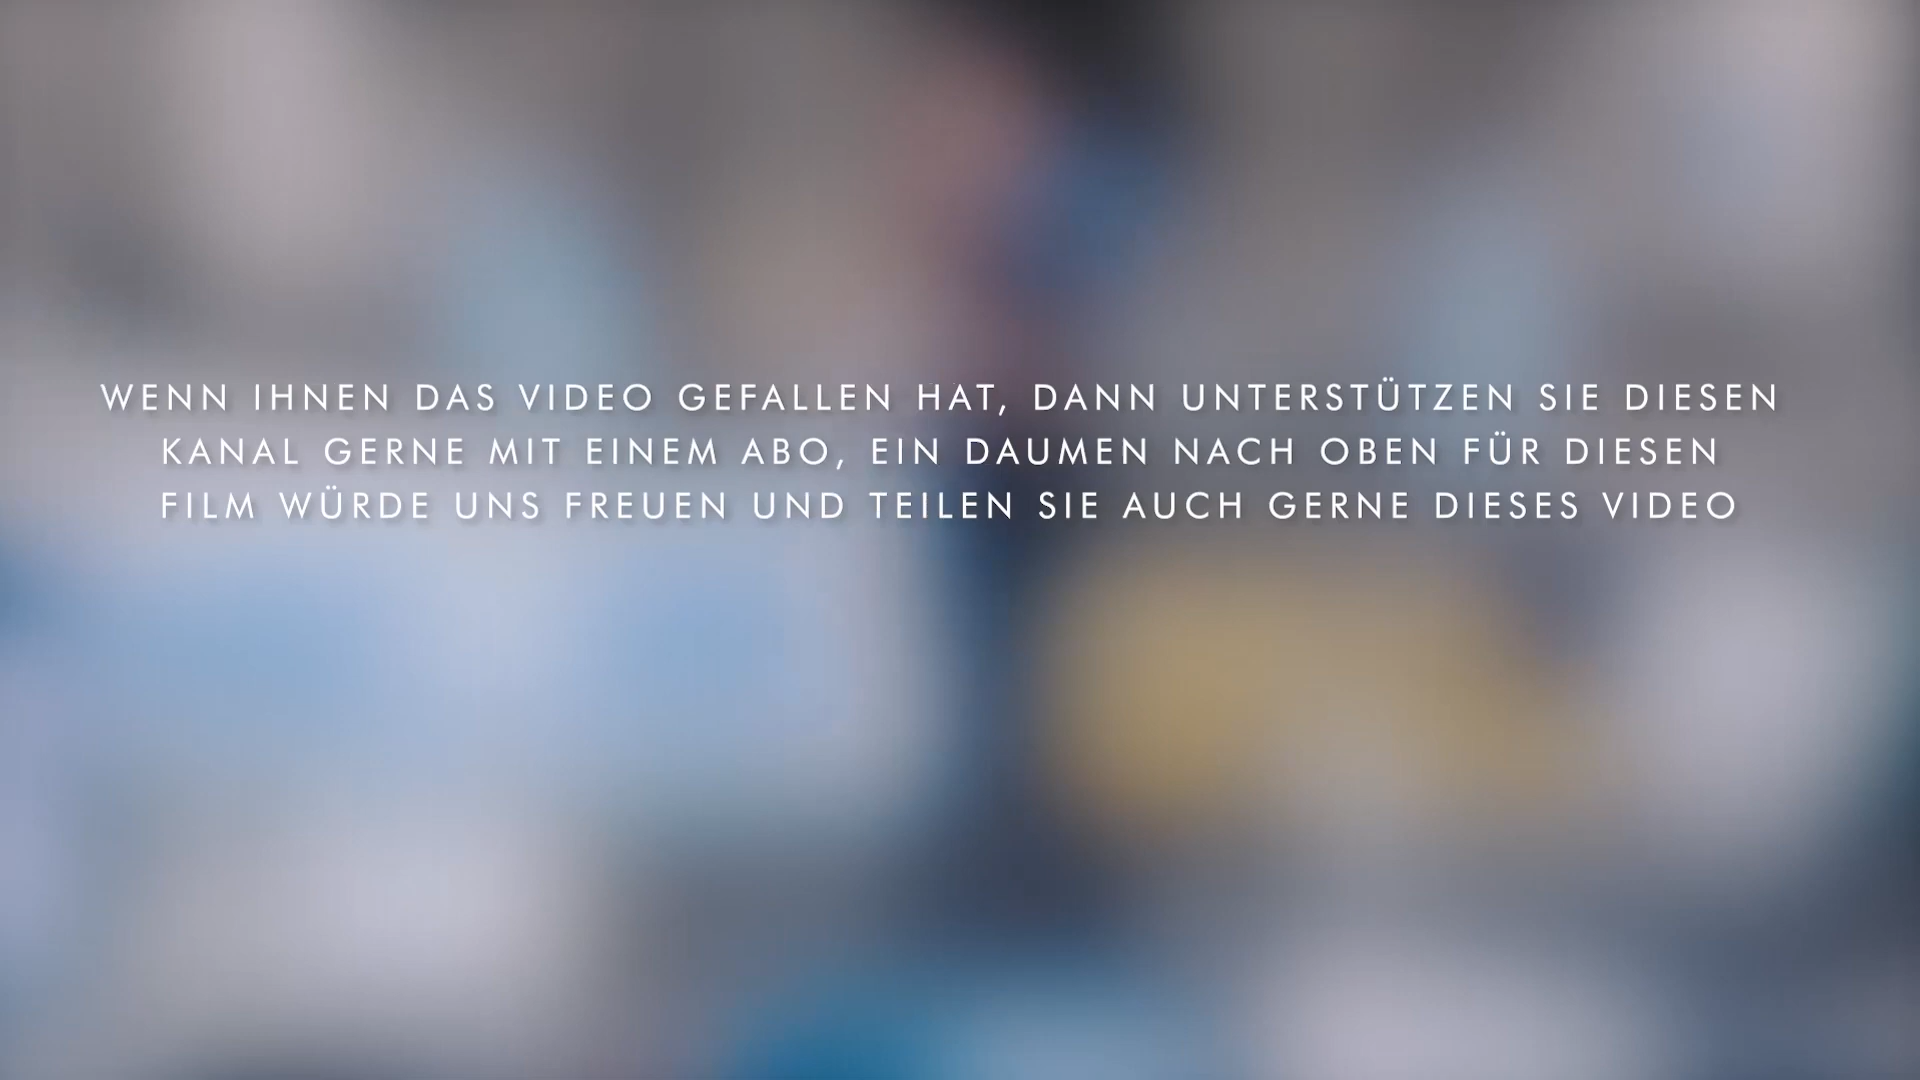 WENN IHNEN DAS VIDEO GEFALLEN HAT, DANN UNTERSTÜTZEN SIE DIESEN
KANAL GERNE MIT EINEM ABO, EIN DAUMEN NACH OBEN FÜR DIESEN
FILM WÜRDE UNS FREUEN UND TEILEN SIE AUCH GERNE DIESES VIDEO